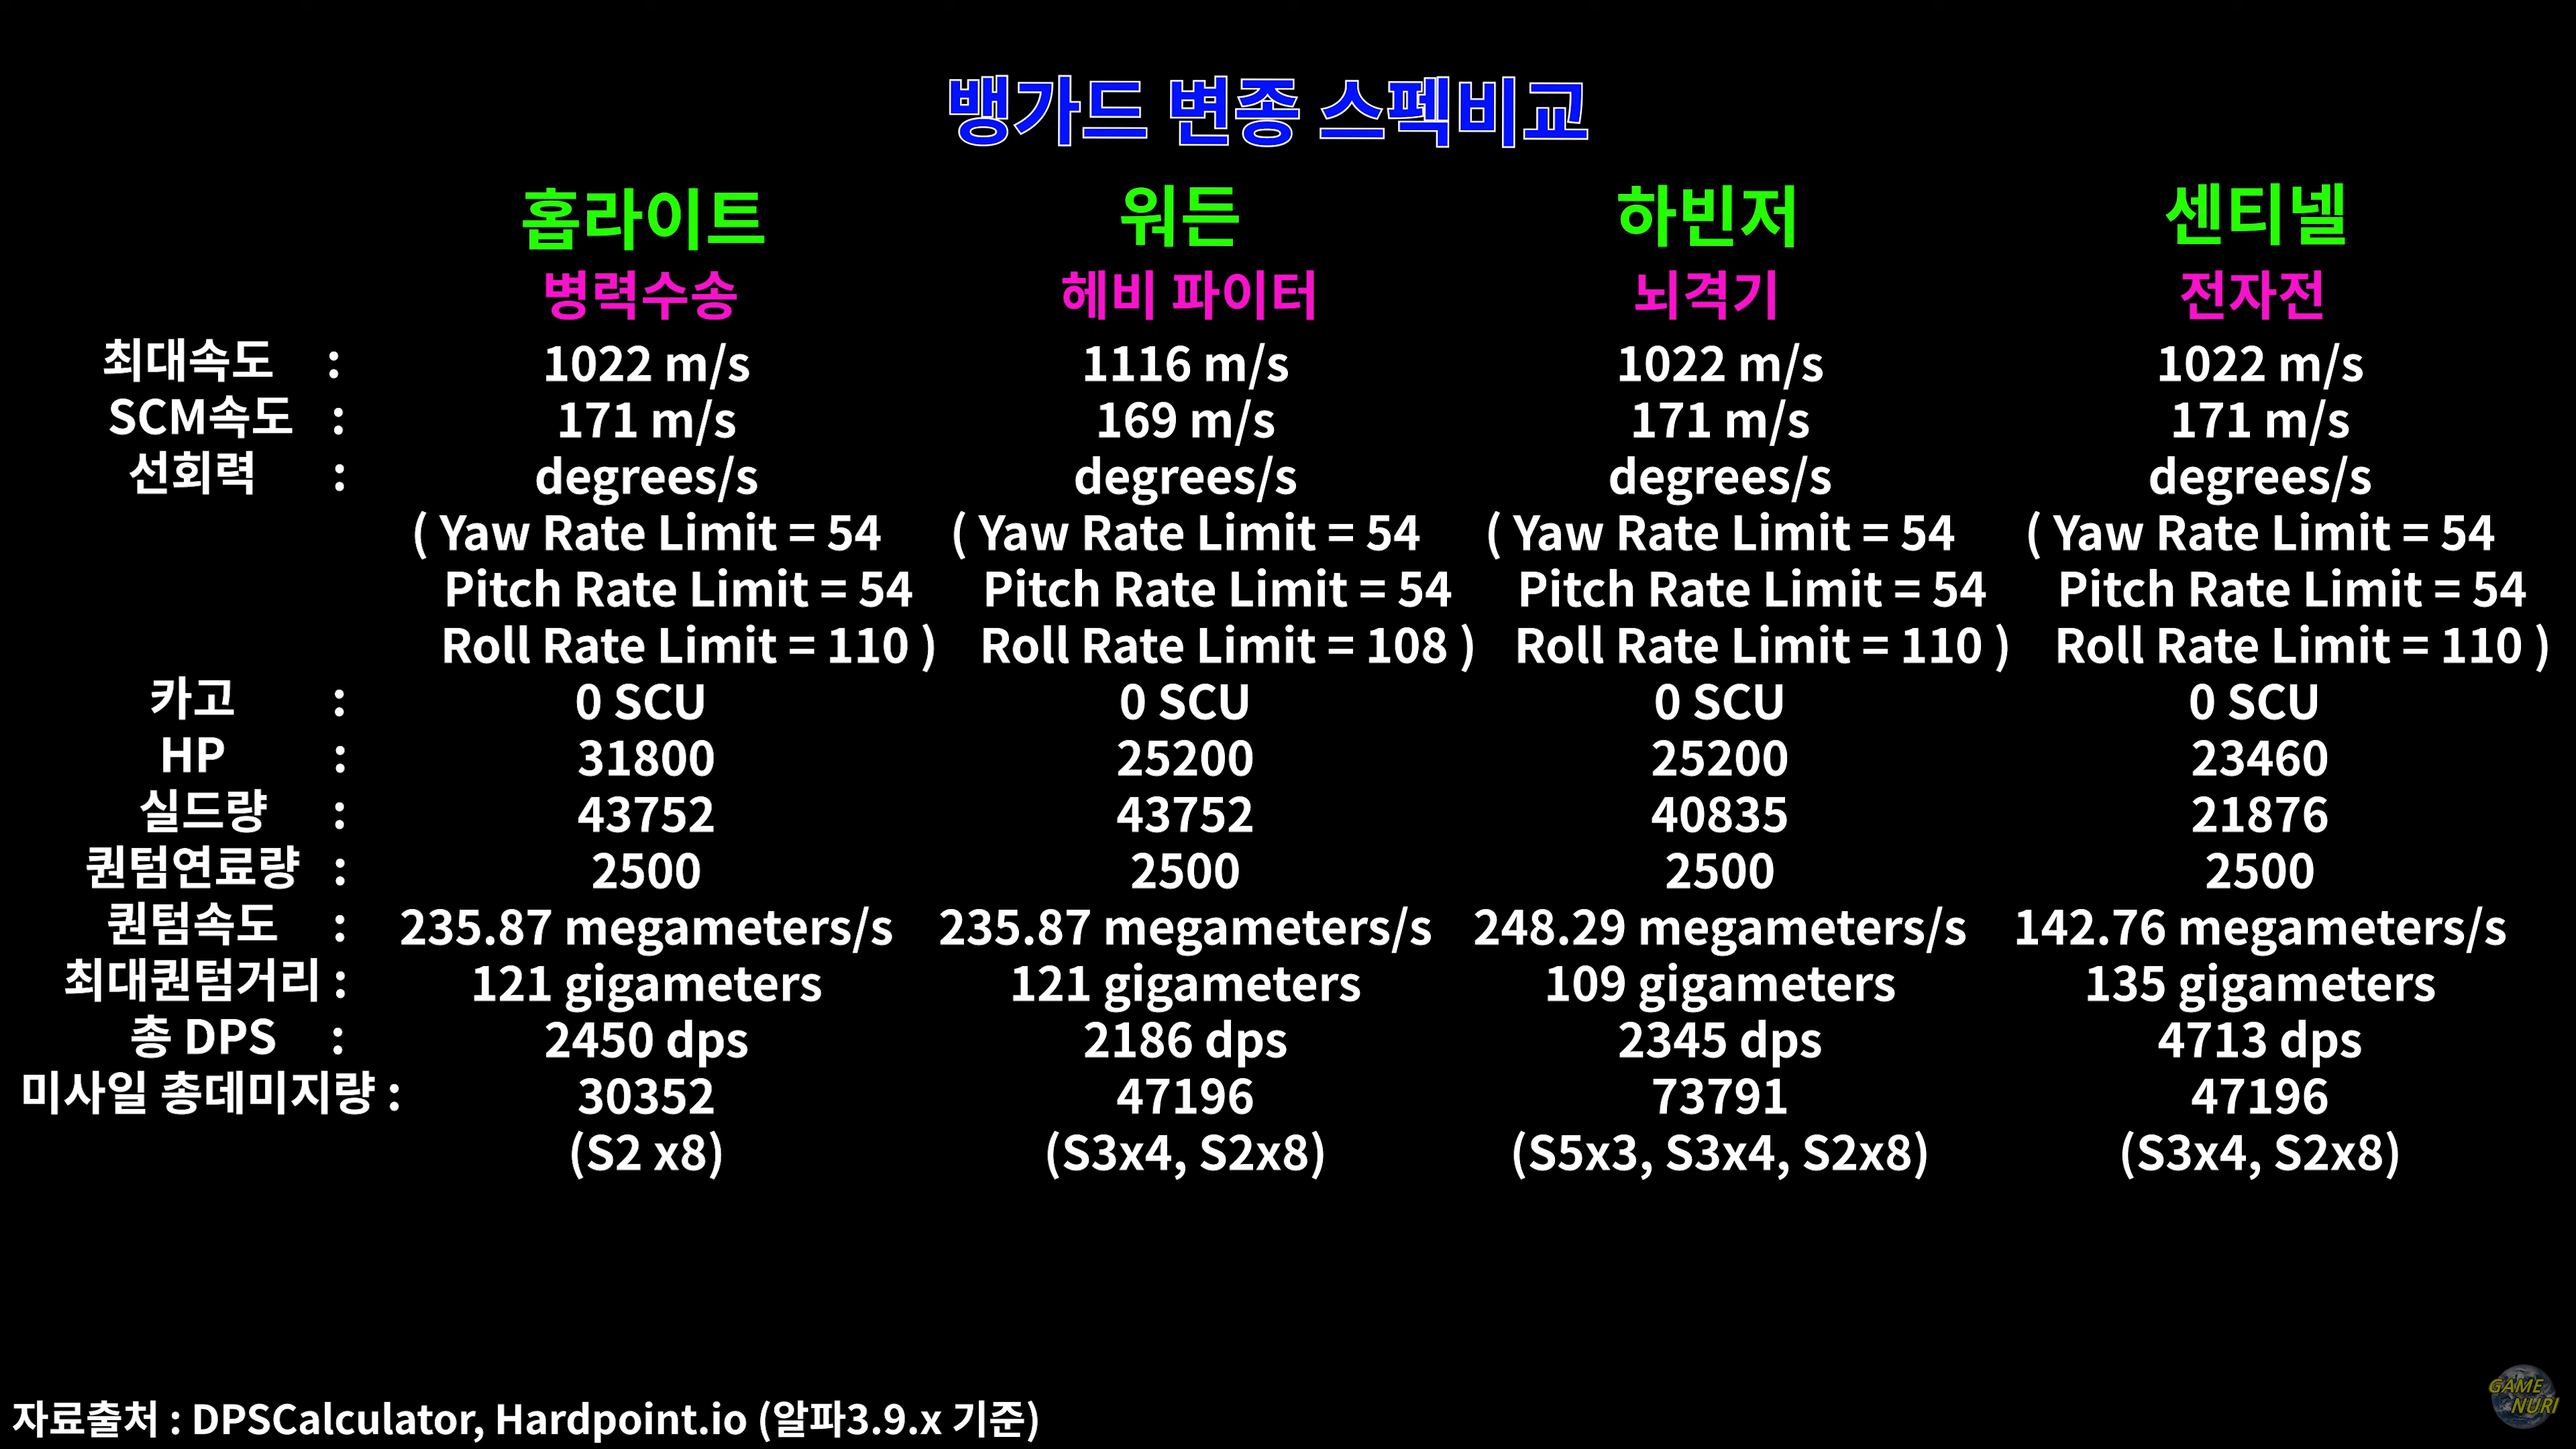 뱅가드 변종 스펙비교
홉라이트 워든 하빈저 센티넬
병력수송 헤비 파이터 뇌격기 전자전
최대속도 : 1022 m/s 1116 m/s 1022 m/s 1022 m/s
SCM속도 : 171 m/s 169 m/s 171 m/s 171 m/s
선회력 : degrees/s degrees/s degrees/s degrees/s
( Yaw Rate Limit = 54 ( Yaw Rate Limit = 54 ( Yaw Rate Limit = 54 ( Yaw Rate Limit = 54
Pitch Rate Limit = 54 Pitch Rate Limit = 54 Pitch Rate Limit = 54 Pitch Rate Limit = 54
Roll Rate Limit = 110 ) Roll Rate Limit = 108 ) Roll Rate Limit = 110 ) Roll Rate Limit = 110 )
카고 : 0 SCU 0 SCU 0 SCU 0 SCU
HP : 31800 25200 25200 23460
실드량 : 43752 43752 40835 21876
퀀텀연료량 : 2500 2500 2500 2500
퀀텀속도 : 235.87 megameters/s 235.87 megameters/s 248.29 megameters/s 142.76 megameters/s
최대퀀텀거리 : 121 gigameters 121 gigameters 109 gigameters 135 gigameters
총 DPS : 2450 dps 2186 dps 2345 dps 4713 dps
미사일 총데미지량 : 30352 47196 73791 47196
(S2 x8) (S3x4, S2x8) (S5x3, S3x4, S2x8) (S3x4, S2x8)
자료출처 : DPSCalculator, Hardpoint.io (알파3.9.x 기준)
GAME
NURI